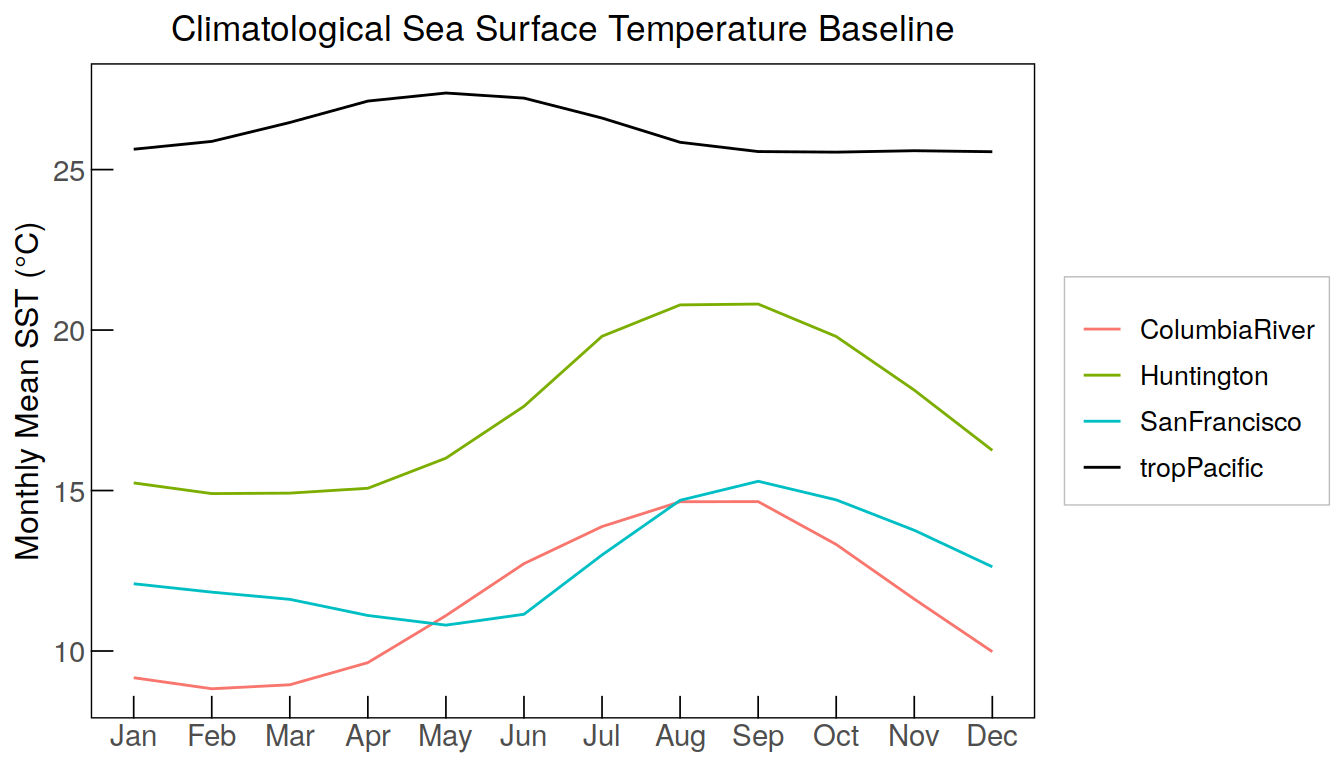 Climatological Sea Surface Temperature Baseline
Monthly Mean SST (°C)
25
20
15
10
Jan Feb Mar Apr May Jun Jul Aug Sep Oct Nov Dec
ColumbiaRiver
Huntington
SanFrancisco
tropPacific